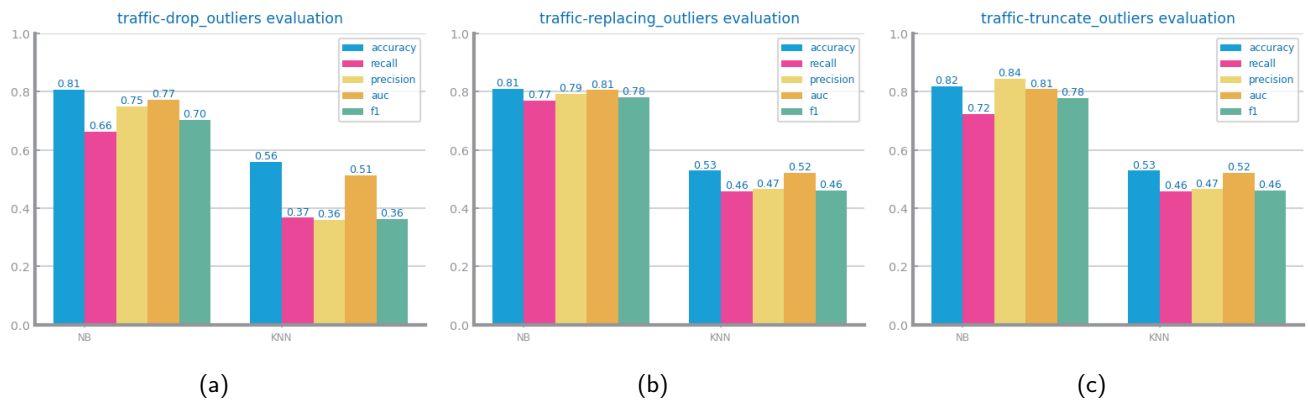 traffic-drop_outliers evaluation
1.0
0.8
0.6
0.4
0.2
0.0
accuracy
recall
precision
auc
f1
0.81
0.66
0.75
0.77
0.70
0.56
0.37
0.36
0.51
0.36
NB
KNN
(a)
traffic-replacing_outliers evaluation
1.0
0.8
0.6
0.4
0.2
0.0
accuracy
recall
precision
auc
f1
0.81
0.77
0.79
0.81
0.78
0.53
0.46
0.47
0.52
0.46
NB
KNN
(b)
traffic-truncate_outliers evaluation
1.0
0.8
0.6
0.4
0.2
0.0
accuracy
recall
precision
auc
f1
0.82
0.72
0.84
0.81
0.78
0.53
0.46
0.47
0.52
0.46
NB
KNN
(c)